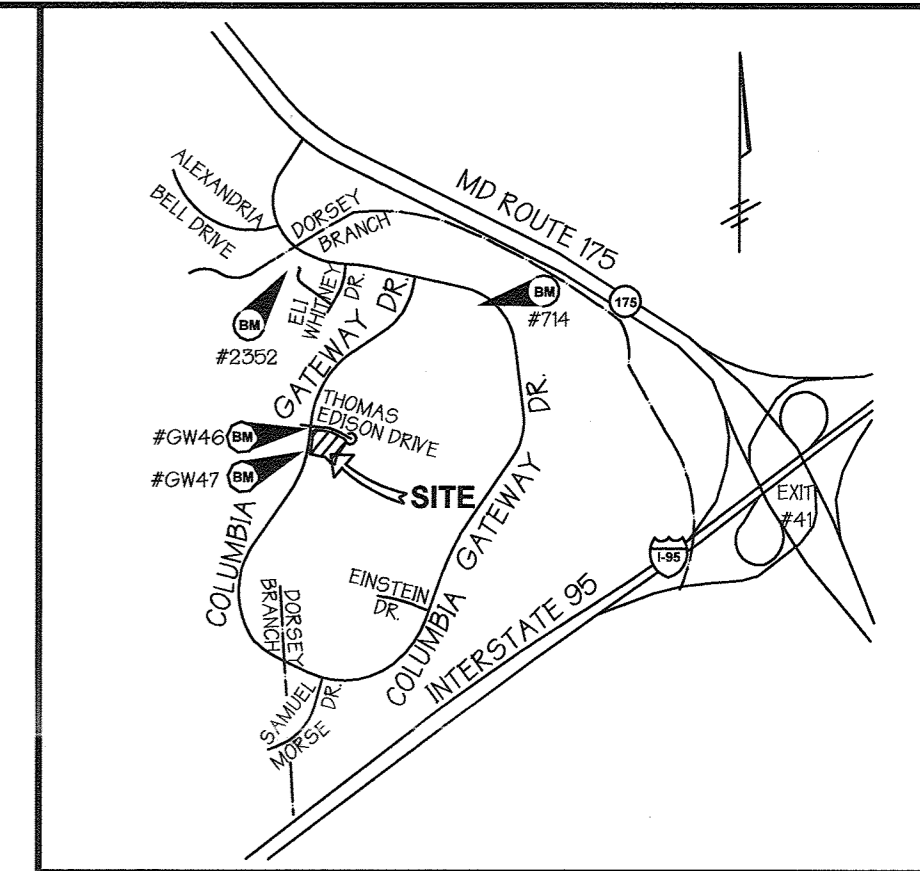 MD ROUTE 175
ALEXANDRIA
BELL DRIVE
DORSEY
BRANCH
175
BM
#714
BM
#2352
ELI
WHITNEY
DR.
GATEWAY DR.
THOMAS
EDISON DRIVE
#GW46 BM
#GW47 BM
SITE
COLUMBIA
DR.
GATEWAY
COLUMBIA
EXIT
#41
I-95
INTERSTATE 95
EINSTEIN
DR.
DORSEY
BRANCH
SAMUEL
MORSE
DR.